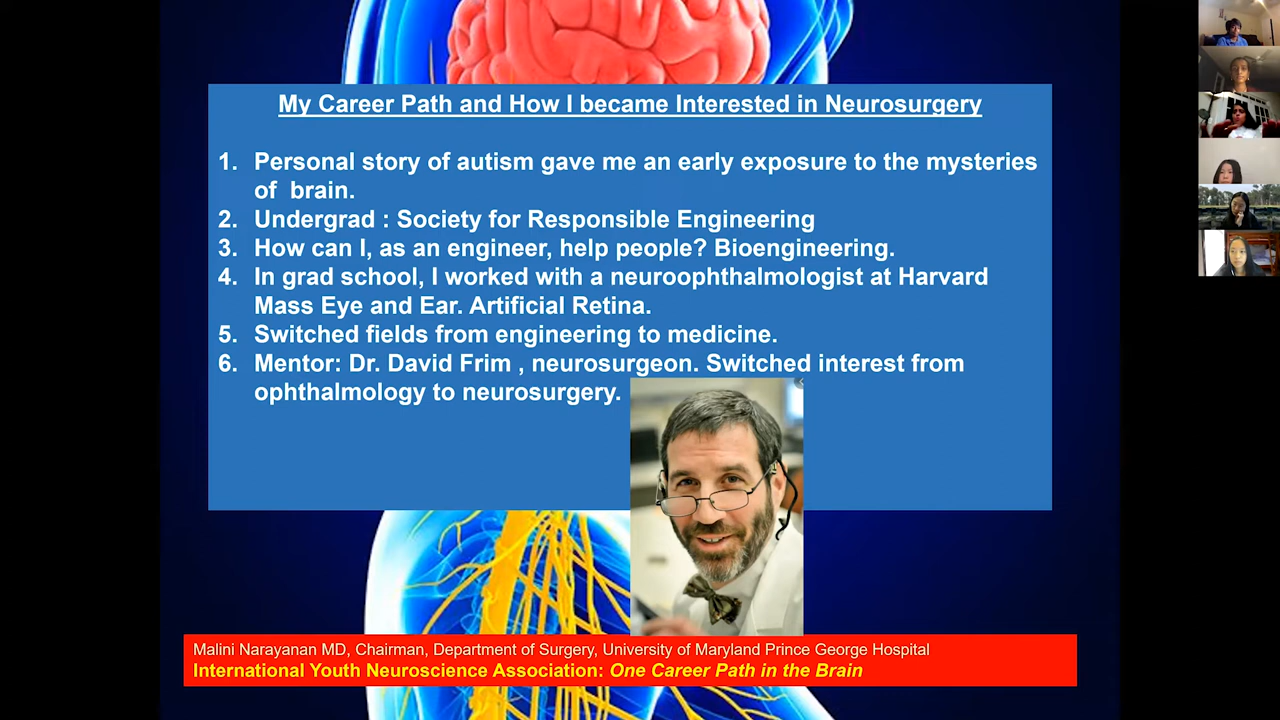 My Career Path and How I became Interested in Neurosurgery
1. Personal story of autism gave me an early exposure to the mysteries
of brain.
2. Undergrad : Society for Responsible Engineering
3. How can I, as an engineer, help people? Bioengineering.
4. In grad school, I worked with a neuroophthalmologist at Harvard
Mass Eye and Ear. Artificial Retina.
5. Switched fields from engineering to medicine.
6. Mentor: Dr. David Frim , neurosurgeon. Switched interest from
ophthalmology to neurosurgery.
Malini Narayanan MD, Chairman, Department of Surgery, University of Maryland Prince George Hospital
International Youth Neuroscience Association: One Career Path in the Brain